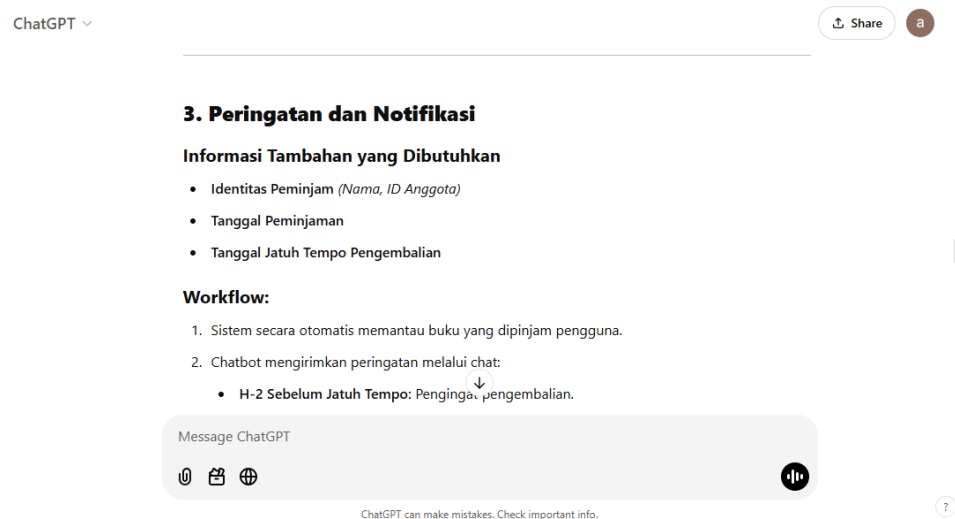 ChatGPT
Share
a
3. Peringatan dan Notifikasi
Informasi Tambahan yang Dibutuhkan
Identitas Peminjam (Nama, ID Anggota)
Tanggal Peminjaman
Tanggal Jatuh Tempo Pengembalian
Workflow:
1. Sistem secara otomatis memantau buku yang dipinjam pengguna.
2. Chatbot mengirimkan peringatan melalui chat:
H-2 Sebelum Jatuh Tempo: Pengingat pengembalian.
Message ChatGPT
ChatGPT can make mistakes. Check important info.
?